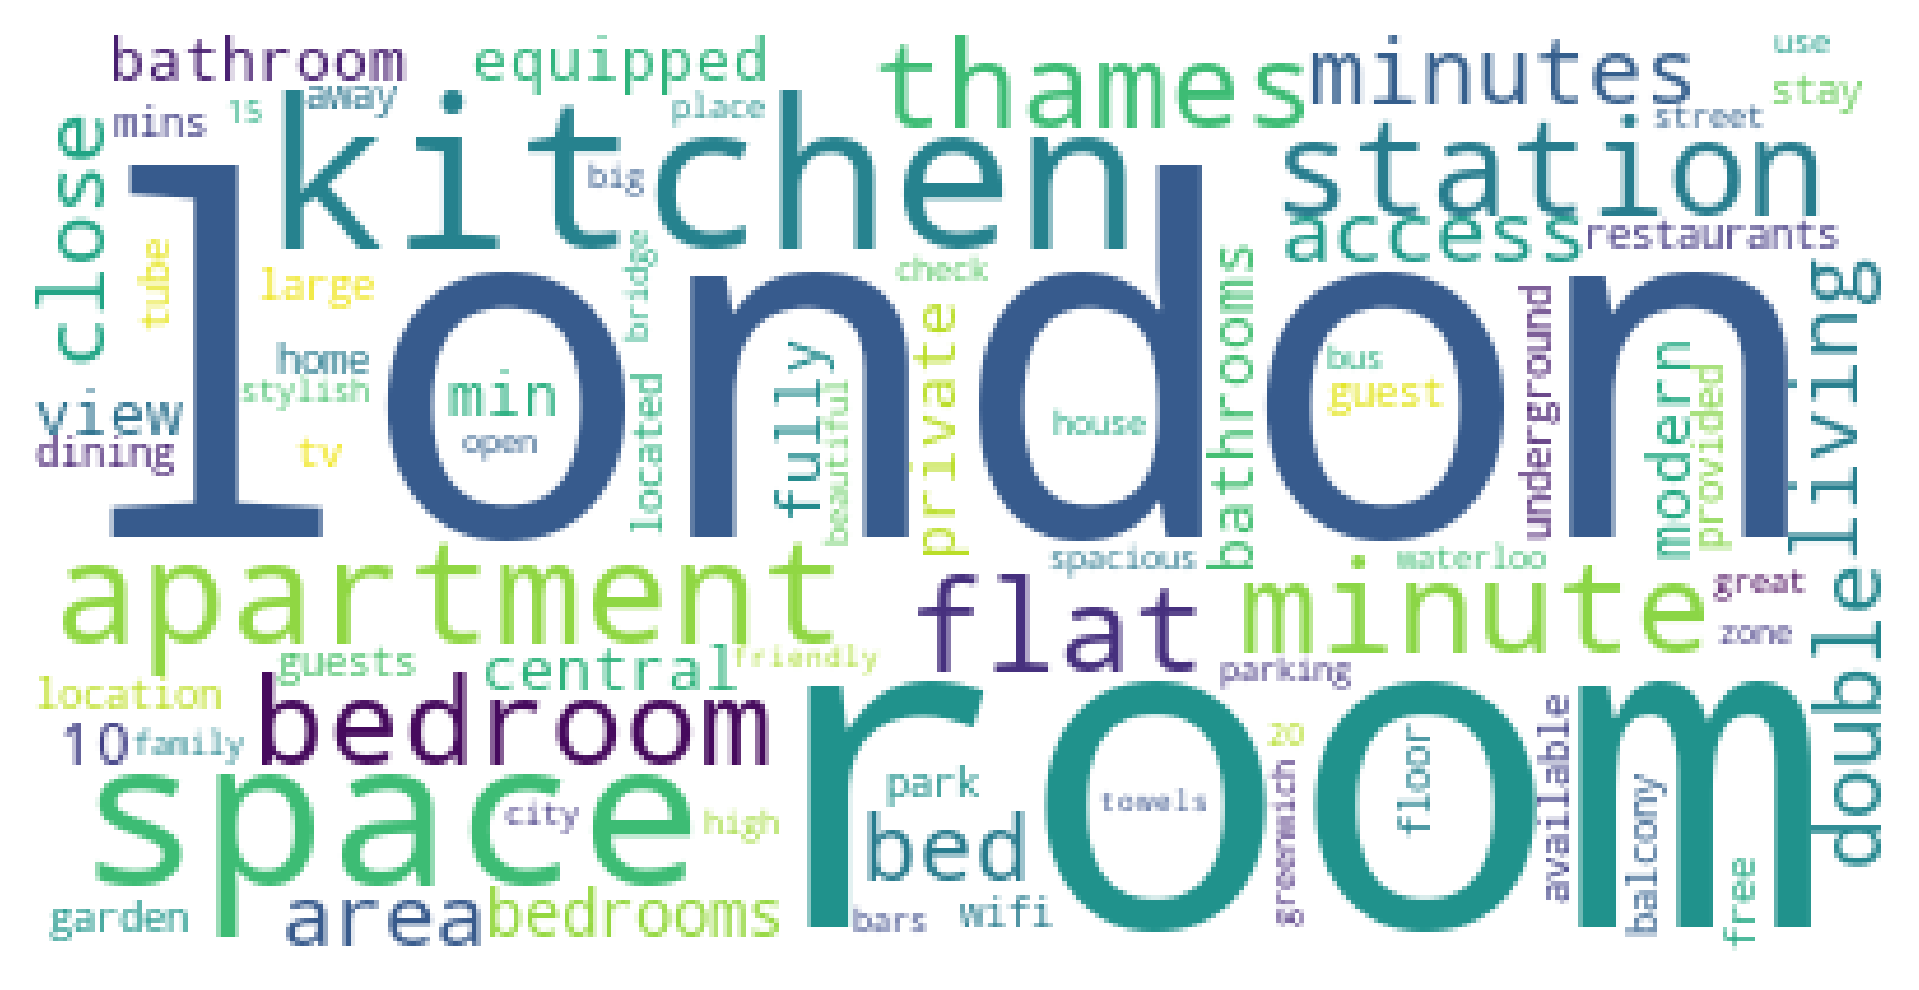 bathroom
equipped
thames
minutes
use
mins
15
away
place
street
stay
close
kitchen
station
big
access
restaurants
tube
large
bridge
check
london
home
stylish
min
open
located
fully
beautiful
private
house
bathrooms
bus
guest
underground
modern
provided
living
view
dining
tv
apartment
spacious
waterloo
flat
minute
great
zone
double
guests
central
friendly
parking
location
bedroom
room
10
family
space
city
high
park
towels
20
floor
greenwich
available
balcony
free
bed
garden
area
bedrooms
bars
wifi